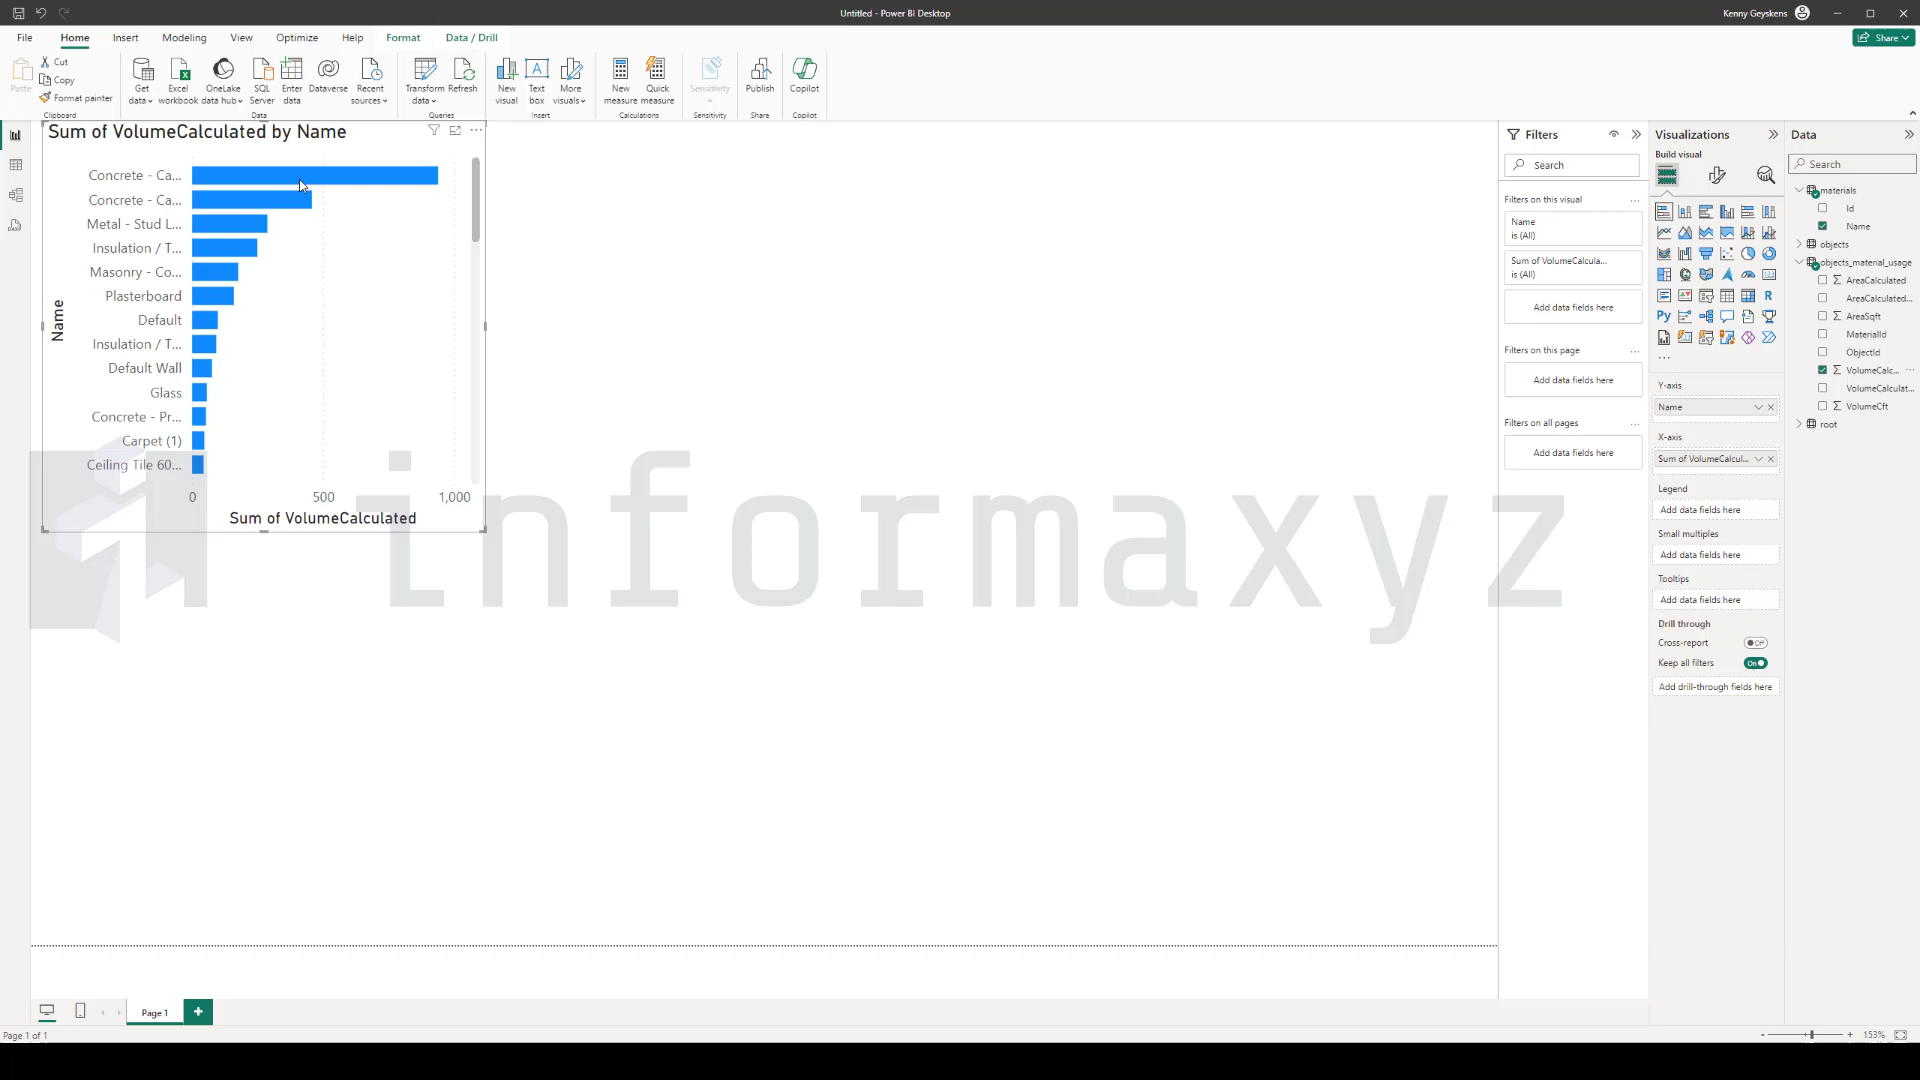 Untitled - Power BI Desktop
Kenny Geyskens
File Home Insert Modeling View Optimize Help Format Data / Drill
Share
Paste
Cut
Copy
Format painter
Clipboard
Get data
Excel workbook
OneLake data hub
SQL Server
Enter data
Dataverse
Recent sources
Data
Transform data
Refresh
Queries
New visual
Text box
More visuals
Insert
New measure
Quick measure
Calculations
Sensitivity
Sensitivity
Publish
Share
Copilot
Copilot
Sum of VolumeCalculated by Name
Name
Concrete - Ca...
Concrete - Ca...
Metal - Stud L...
Insulation / T...
Masonry - Co...
Plasterboard
Default
Insulation / T...
Default Wall
Glass
Concrete - Pr...
Carpet (1)
Ceiling Tile 60...
0 500 1,000
Sum of VolumeCalculated
informaxyz
Filters
Search
Filters on this visual
...
Name
is (All)
Sum of VolumeCalcula...
is (All)
Add data fields here
Filters on this page
...
Add data fields here
Filters on all pages
...
Add data fields here
Visualizations
Build visual
R
Py
...
Y-axis
Name
X-axis
Sum of VolumeCalcul...
Legend
Add data fields here
Small multiples
Add data fields here
Tooltips
Add data fields here
Drill through
Cross-report Off
Keep all filters On
Add drill-through fields here
Data
Search
materials
Id
Name
objects
objects_material_usage
∑ AreaCalculated
AreaCalculated...
∑ AreaSqft
MaterialId
ObjectId
∑ VolumeCalc... ...
VolumeCalculat...
∑ VolumeCft
root
Page 1
Page 1 of 1
- + 153%